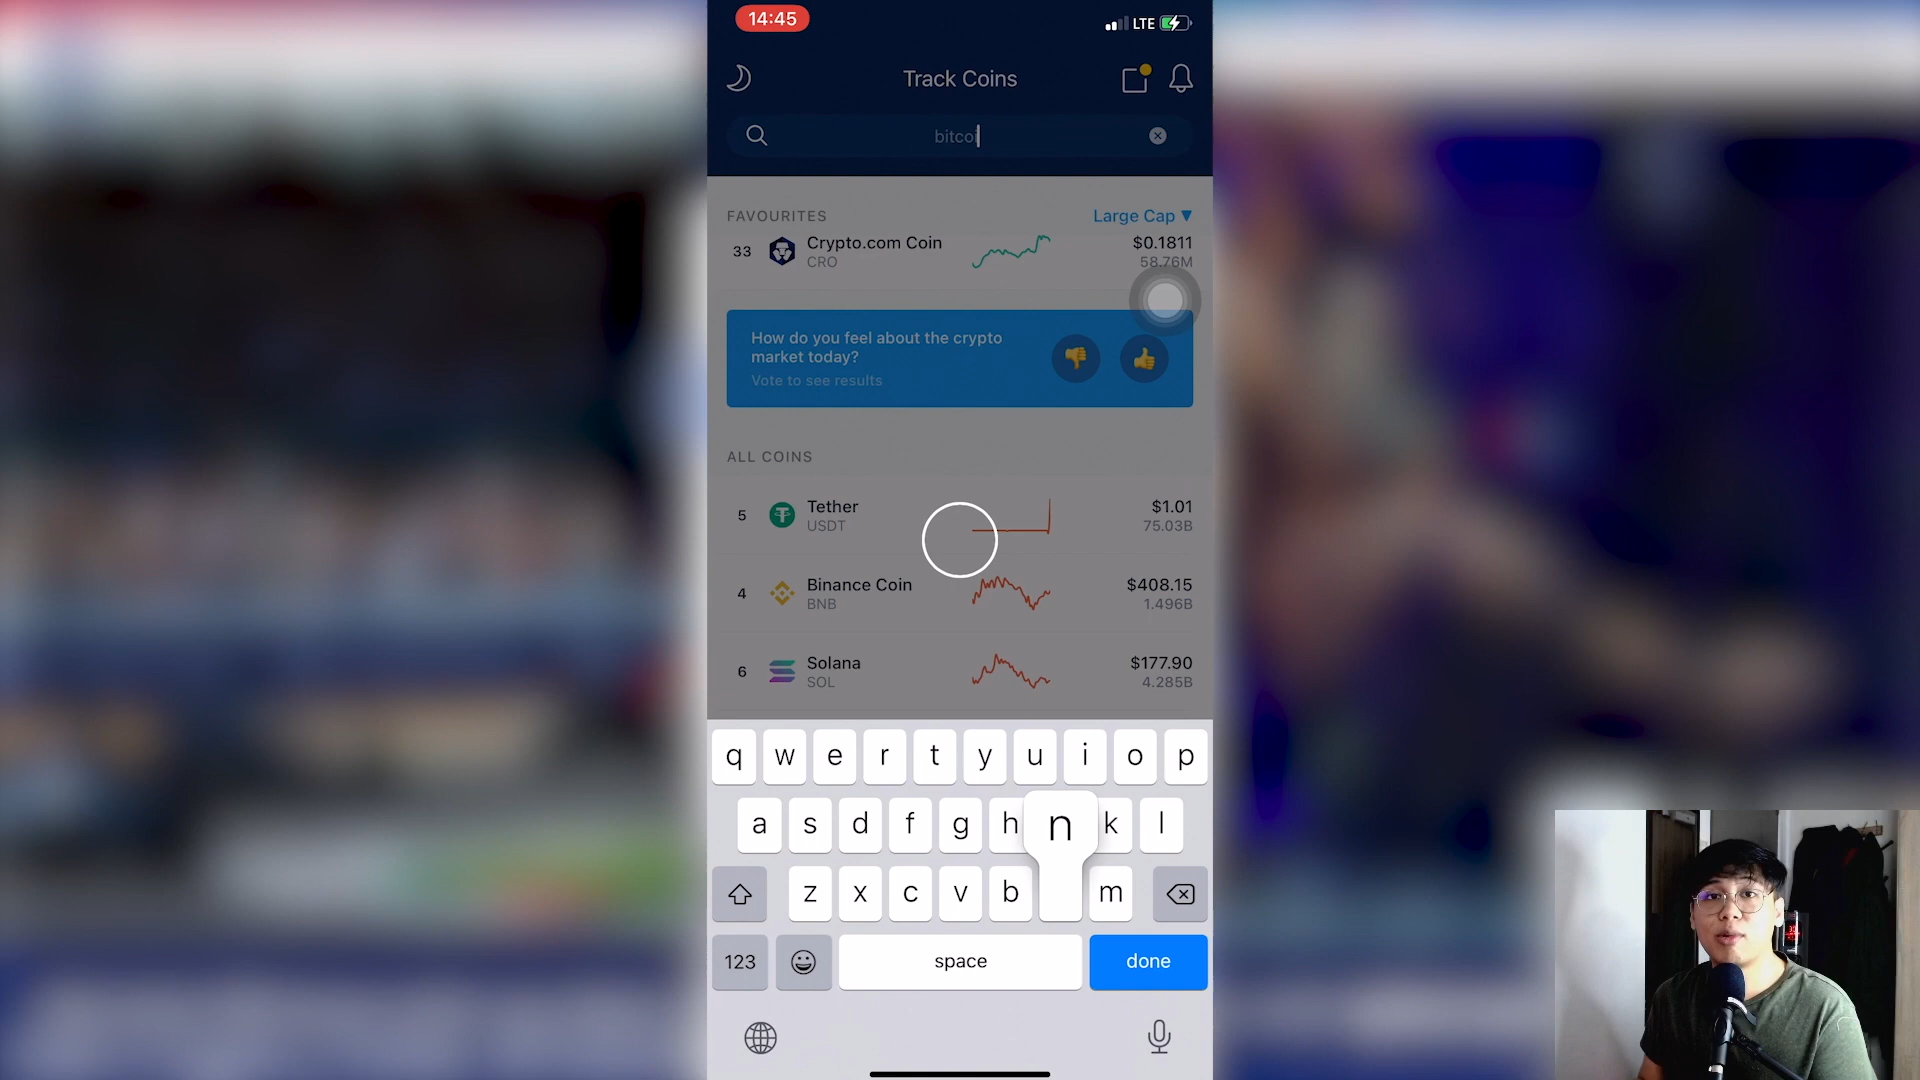 14:45
LTE
Track Coins
bitcoi
FAVOURITES
Large Cap ▼
33 Crypto.com Coin $0.1811
CRO 58.76M
How do you feel about the crypto
market today?
Vote to see results
ALL COINS
5 Tether $1.01
USDT 75.03B
4 Binance Coin $408.15
BNB 1.496B
6 Solana $177.90
SOL 4.285B
q w e r t y u i o p
a s d f g h n k l
z x c v b m
123 space done